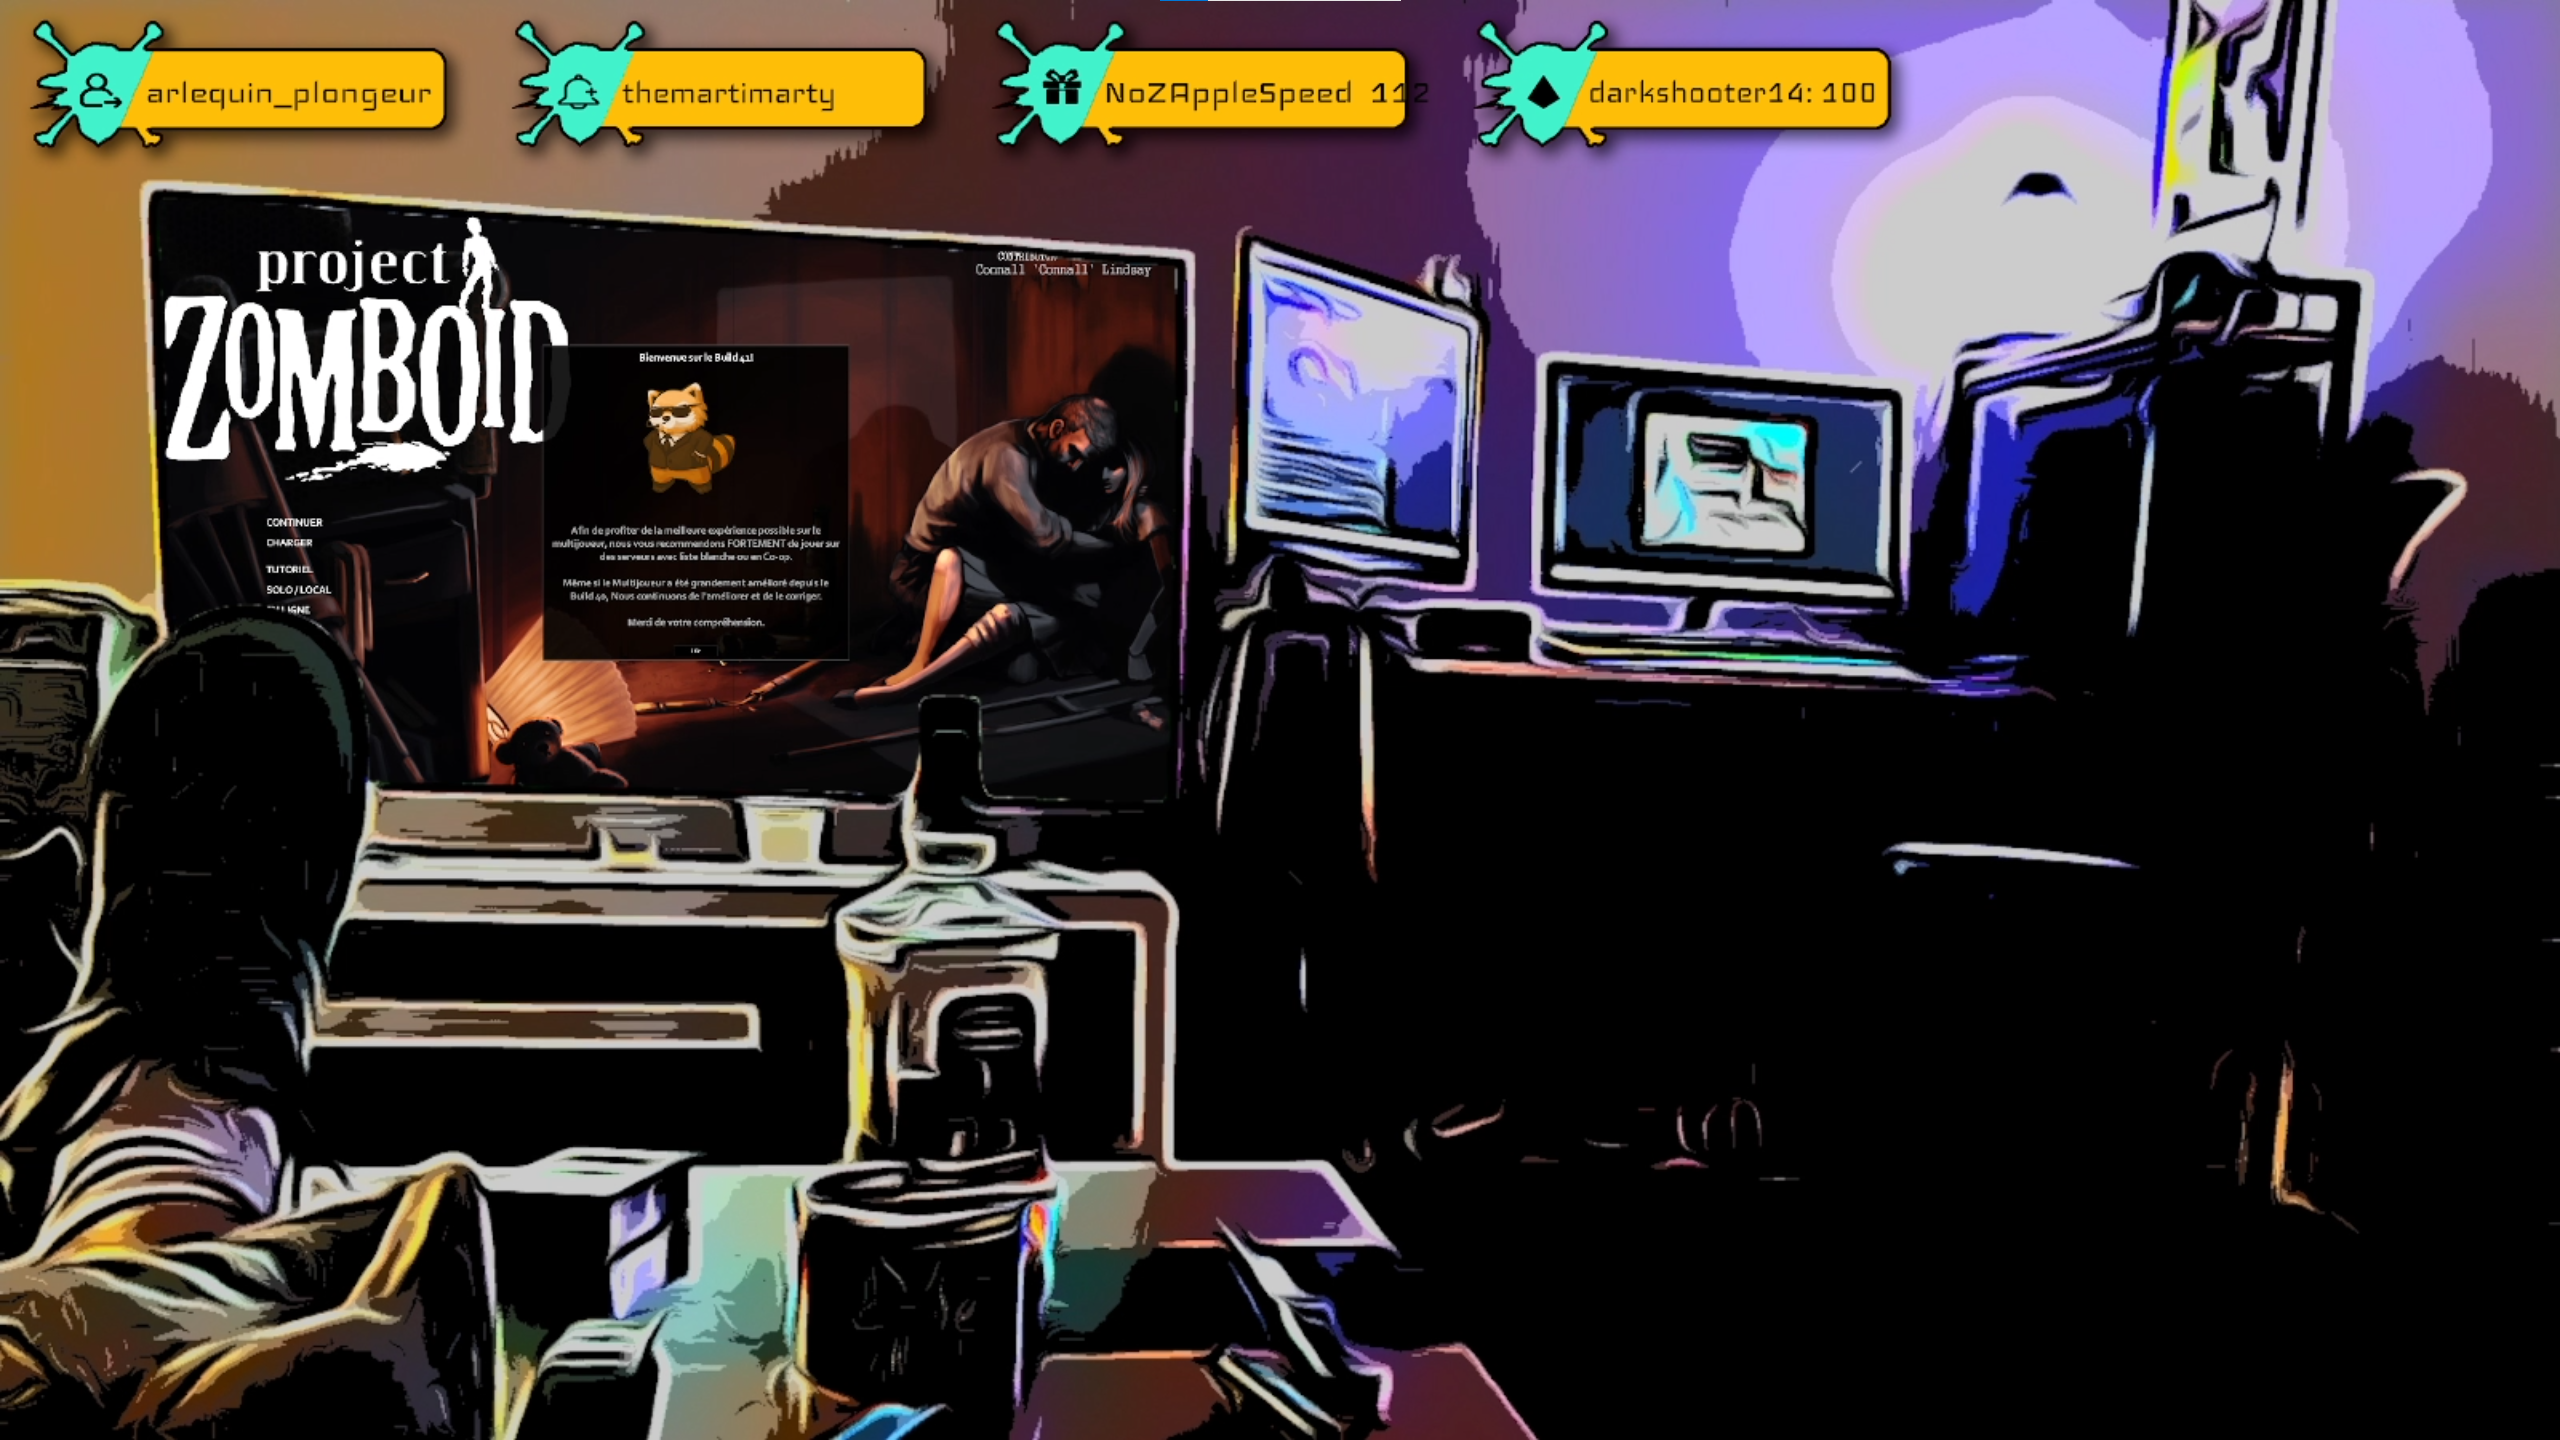 arlequin_plongeur
themartimarty
NoZAppleSpeed 112
darkshooter14: 100
project
ZOMBOID
Connall 'Connall' Lindsay
Bienvenue sur le Build 41!
Afin de profiter de la meilleure expérience possible sur le
multijoueur, nous vous recommendons FORTEMENT de jouer sur
des serveurs avec liste blanche ou en Co-op.
Même si le Multijoueur a été grandement amélioré depuis le
Build 40, Nous continuons de l'améliorer et de le corriger.
Merci de votre compréhension.
CONTINUER
CHARGER
TUTORIEL
SOLO / LOCAL